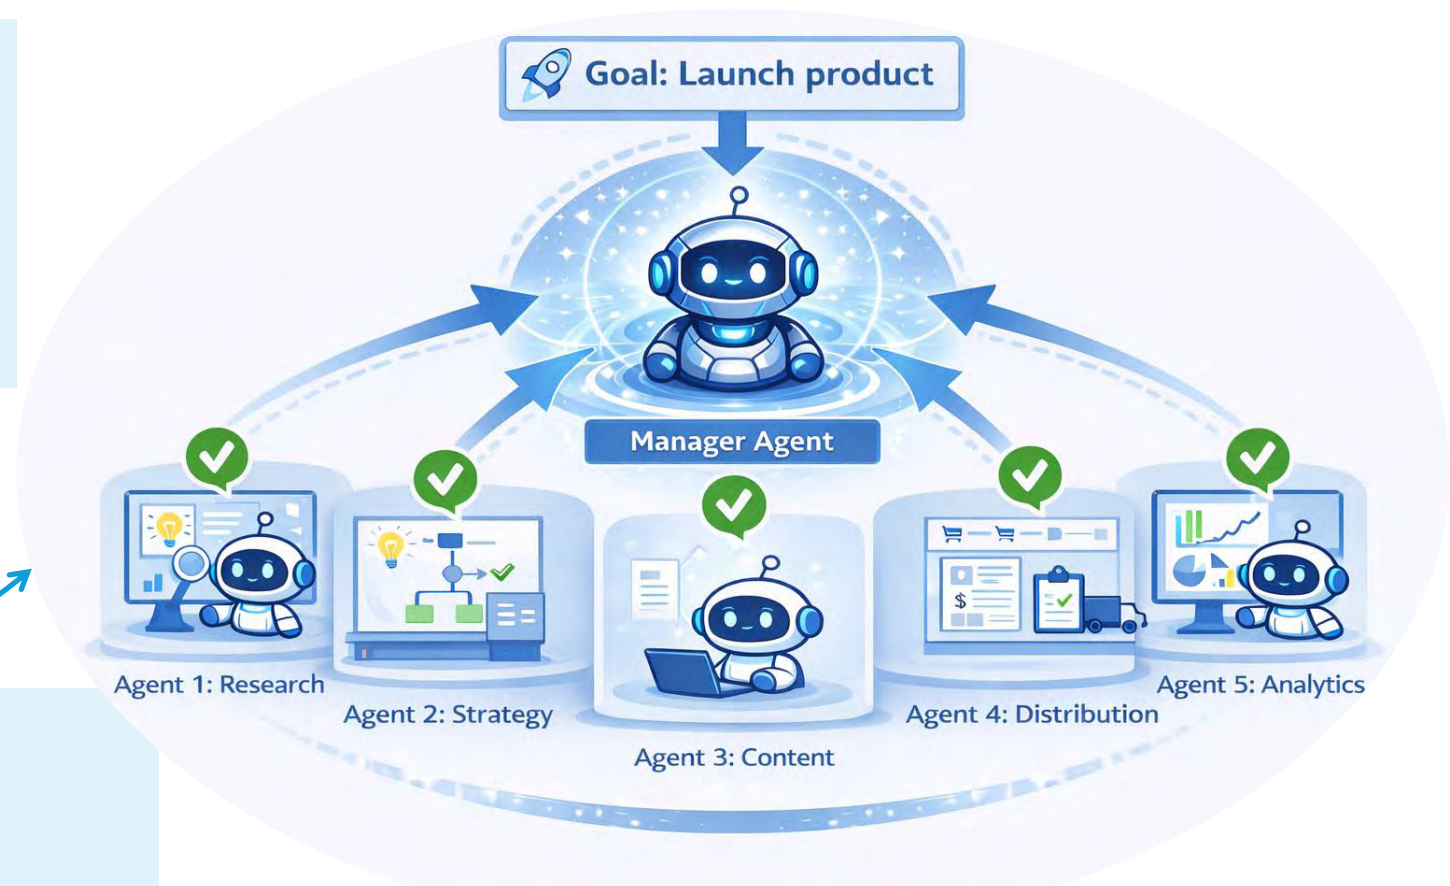 Goal: Launch product
Manager Agent
Agent 1: Research
Agent 2: Strategy
Agent 3: Content
Agent 4: Distribution
Agent 5: Analytics
$